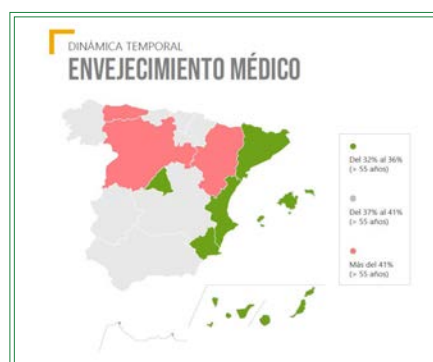 DINÁMICA TEMPORAL
ENVEJECIMIENTO MÉDICO
Del 32% al 36%
(> 55 años)
Del 37% al 41%
(> 55 años)
Más del 41%
(> 55 años)